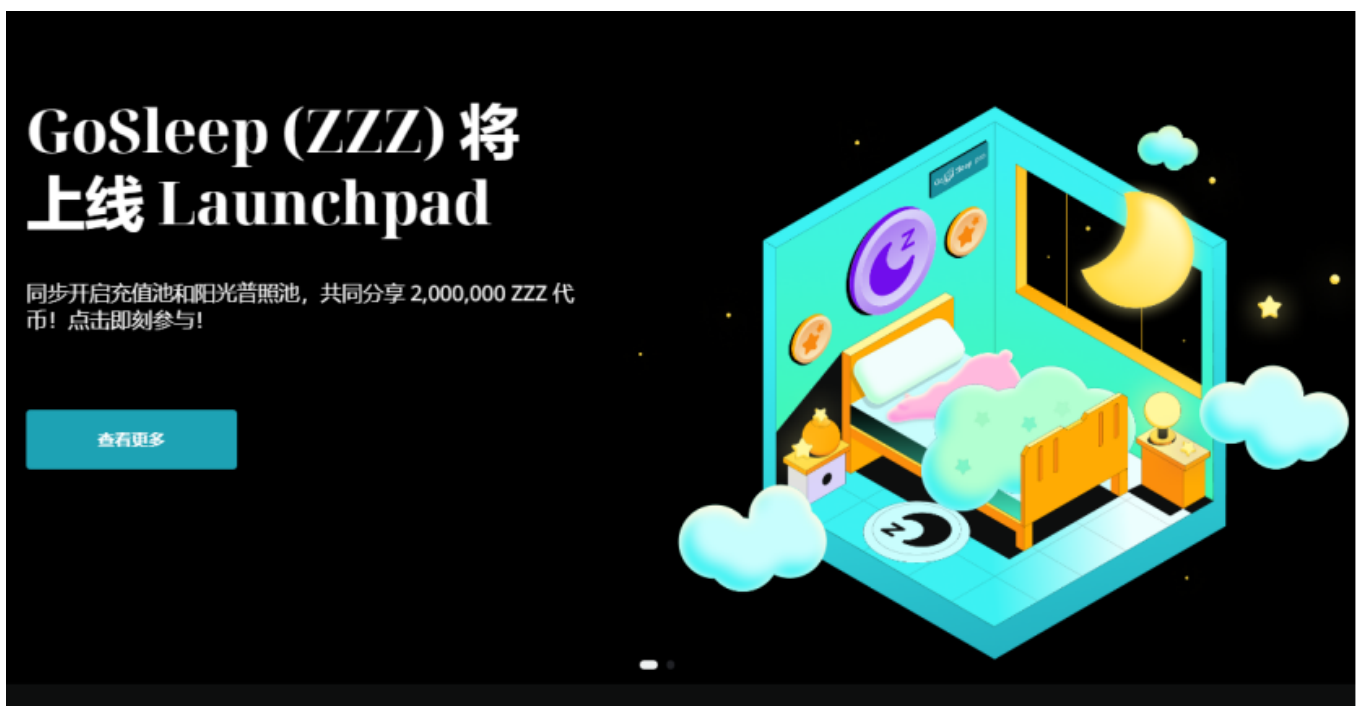 GoSleep (ZZZ) 将
上线 Launchpad
同步开启充值池和阳光普照池，共同分享 2,000,000 ZZZ 代
币！点击即刻参与！
查看更多
Z
Z